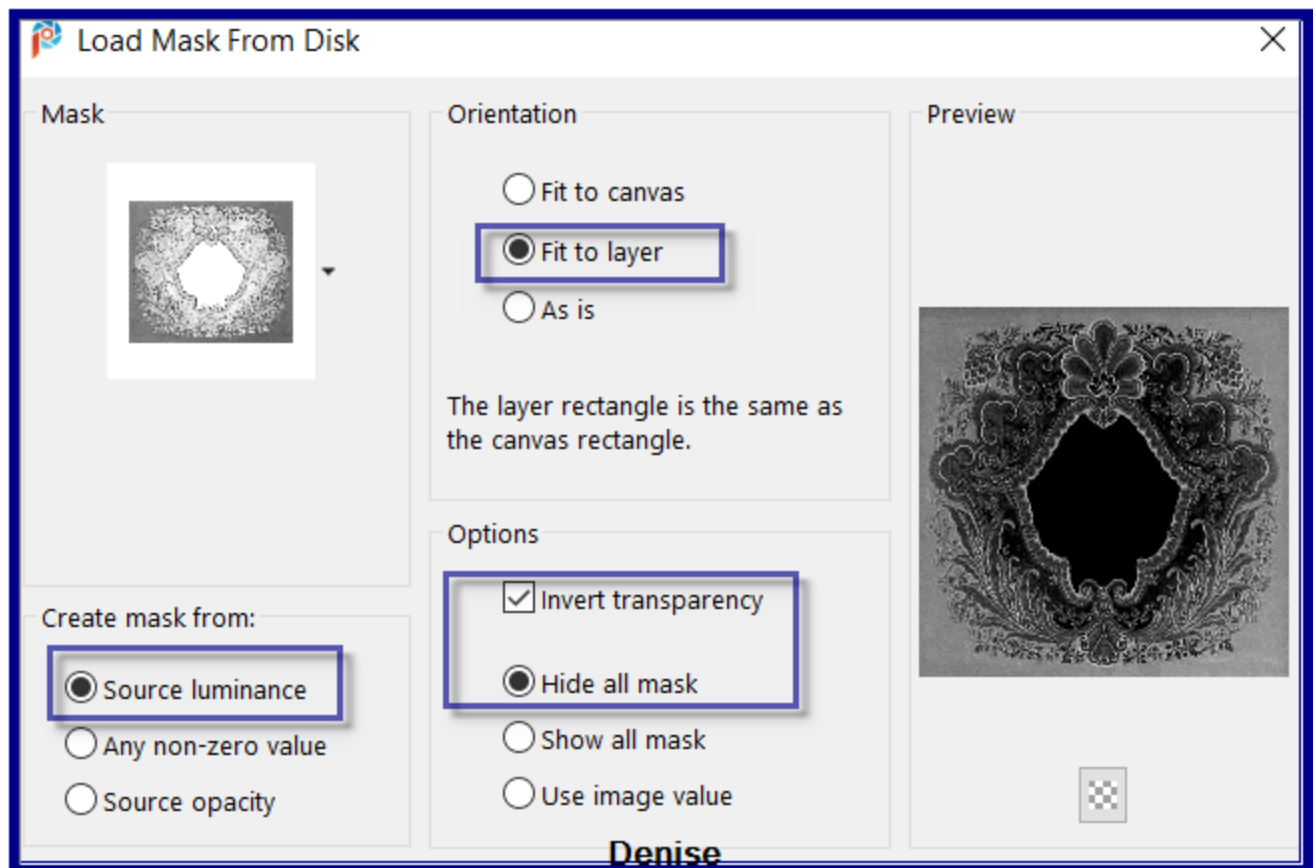 Load Mask From Disk
Mask
Orientation
Fit to canvas
Fit to layer
As is
The layer rectangle is the same as
the canvas rectangle.
Preview
Create mask from:
Source luminance
Any non-zero value
Source opacity
Options
Invert transparency
Hide all mask
Show all mask
Use image value
Denise